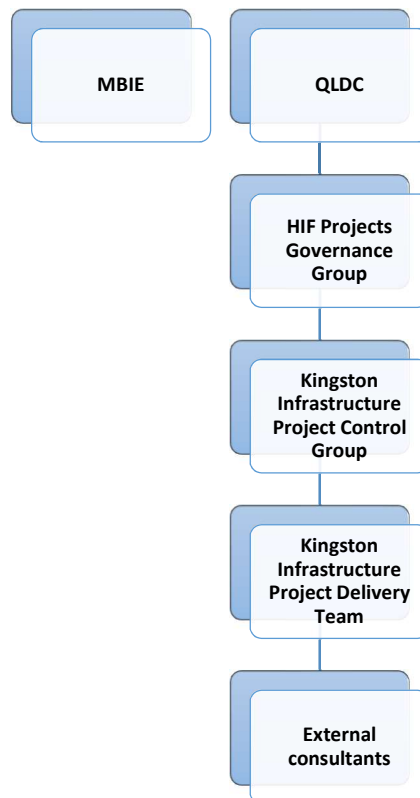 MBIE
QLDC
HIF Projects
Governance
Group
Kingston
Infrastructure
Project Control
Group
Kingston
Infrastructure
Project Delivery
Team
External
consultants